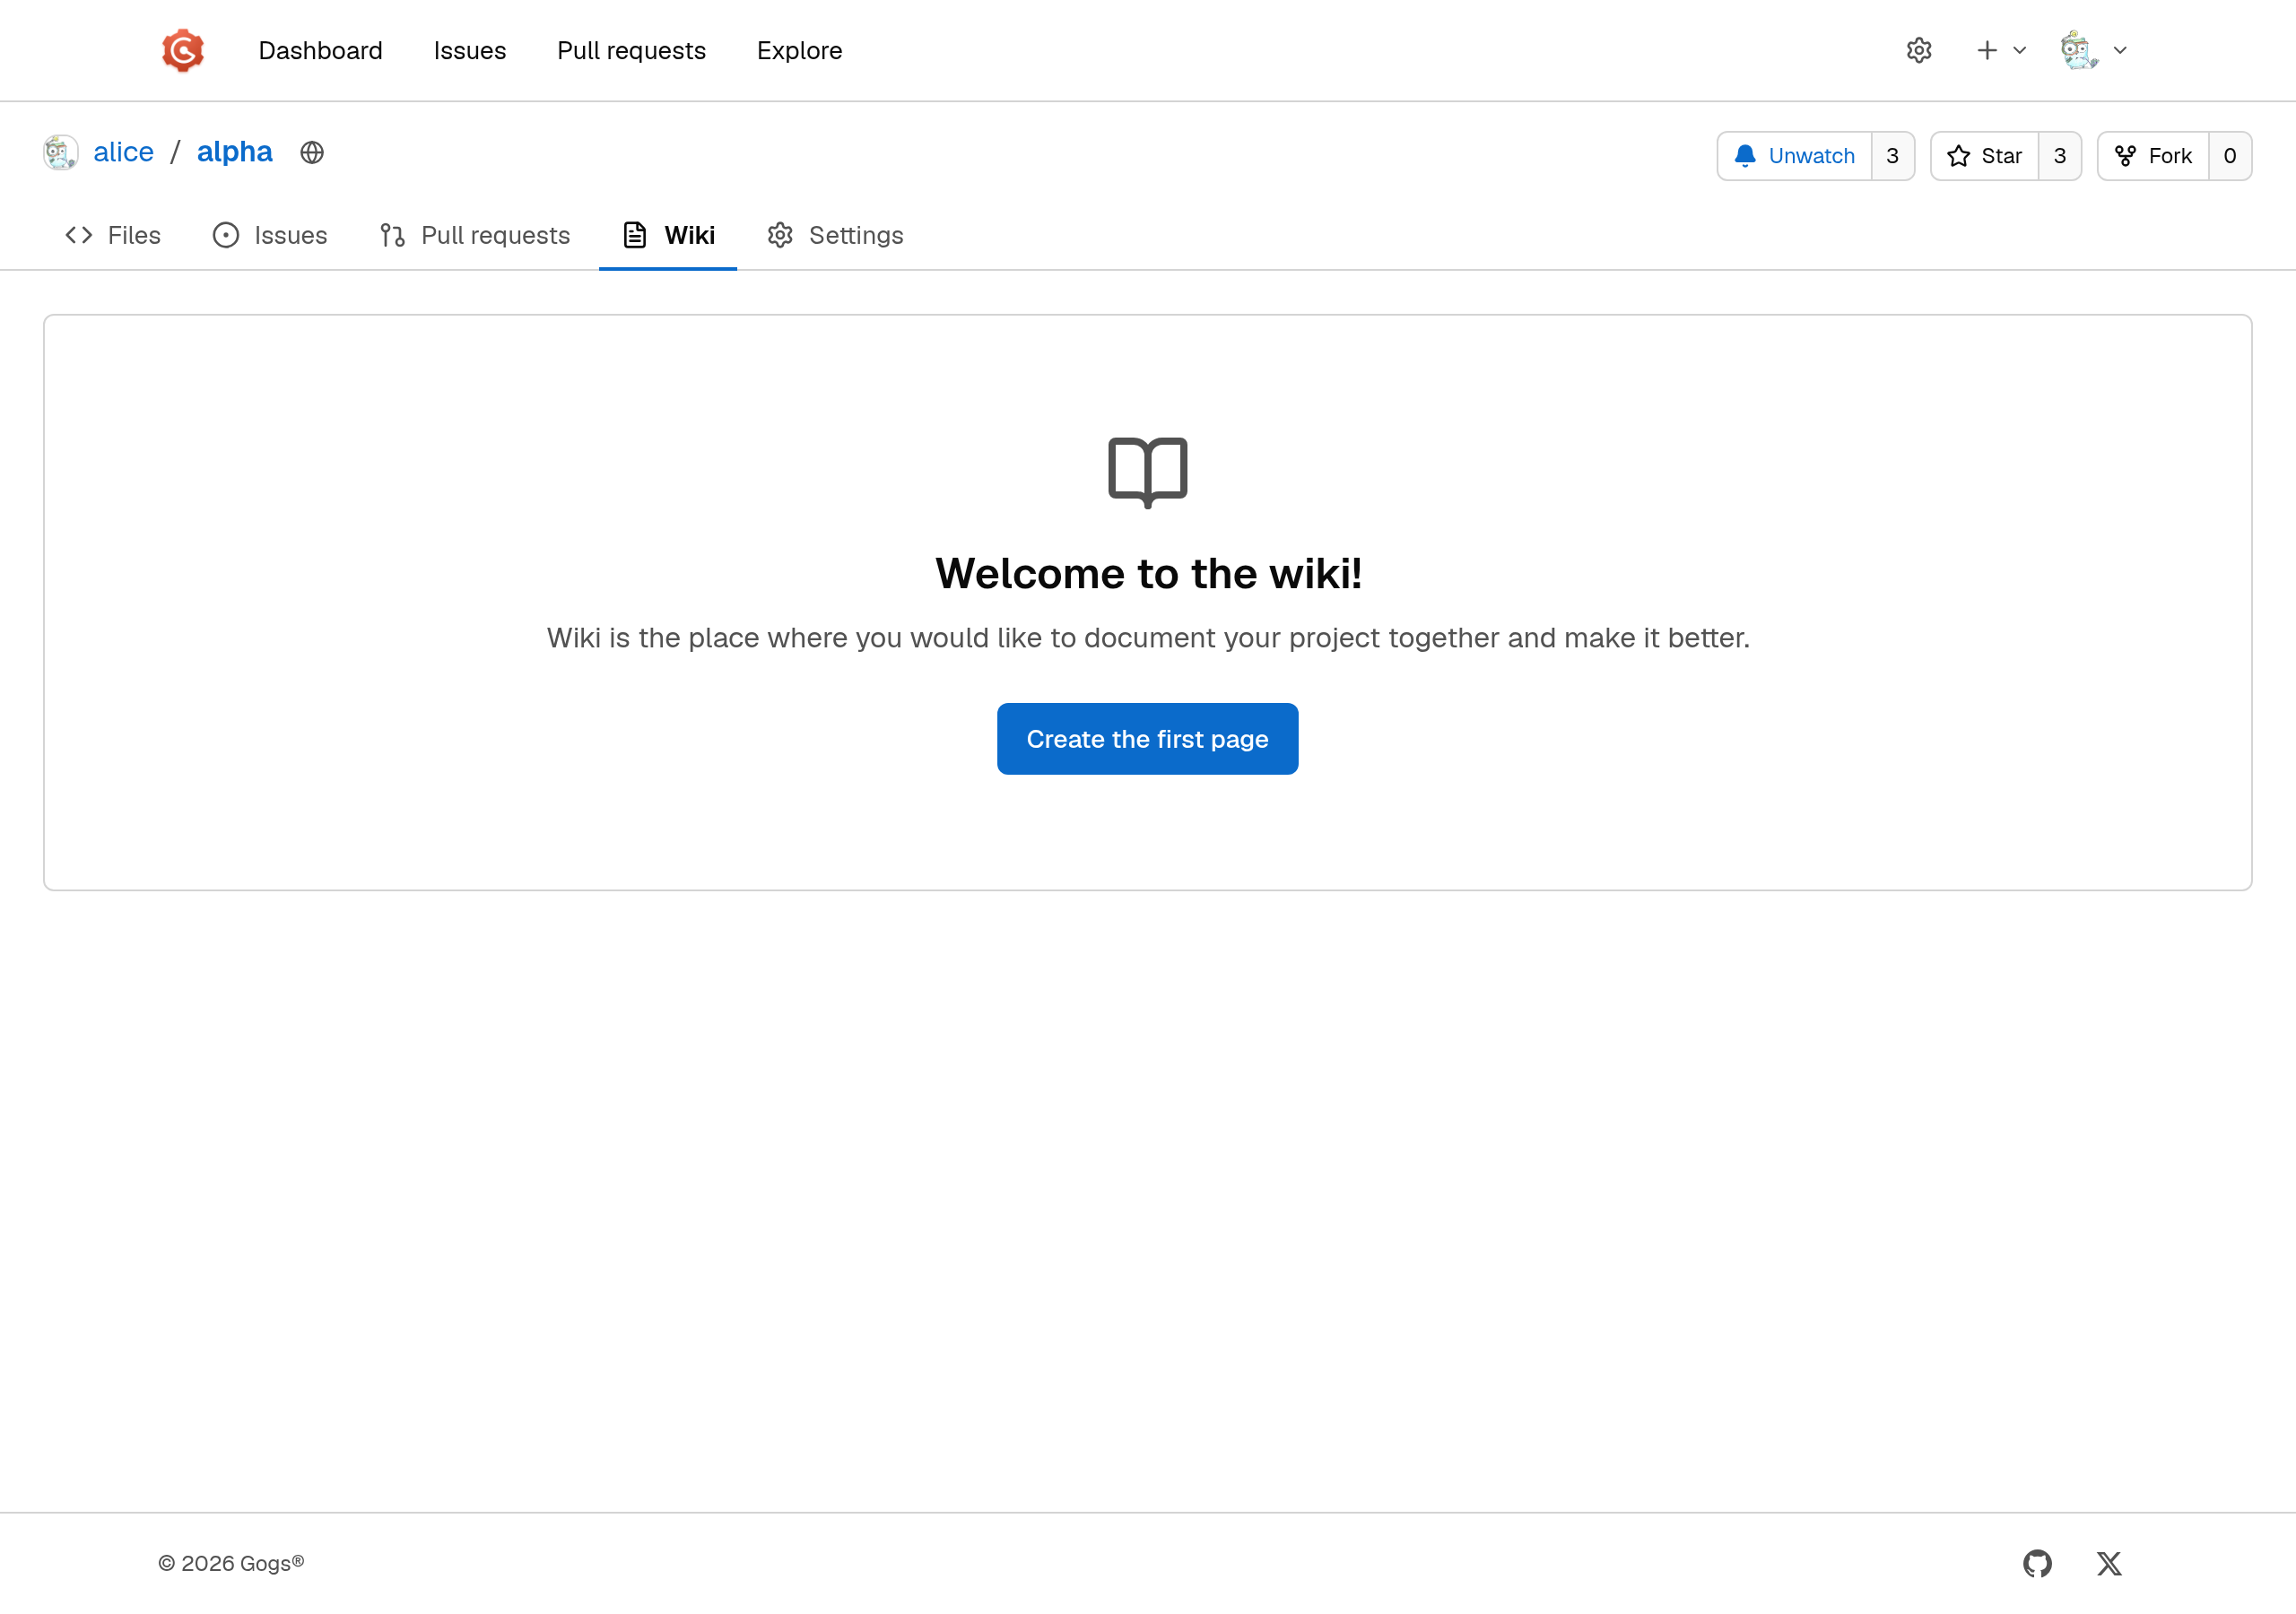 Dashboard Issues Pull requests Explore
alice / alpha
Unwatch 3 Star 3 Fork 0
Files Issues Pull requests Wiki Settings
Welcome to the wiki!
Wiki is the place where you would like to document your project together and make it better.
Create the first page
© 2026 Gogs®